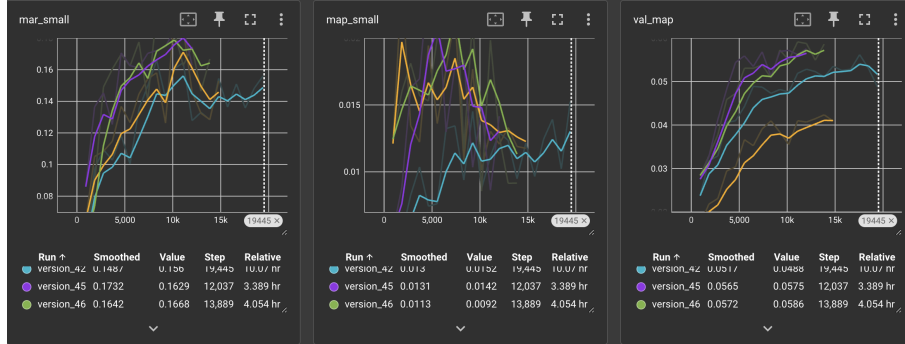 mar_small
0.16
0.14
0.12
0.1
0.08
5,000
10k
15k
19445 ×
Run ↑ Smoothed Value Step Relative
version_42 0.1487 0.156 19,445 10.07 hr
version_45 0.1732 0.1629 12,037 3.389 hr
version_46 0.1642 0.1668 13,889 4.054 hr
map_small
0.015
0.01
5,000
10k
15k
19445 ×
Run ↑ Smoothed Value Step Relative
version_42 0.013 0.0152 19,445 10.07 hr
version_45 0.0131 0.0142 12,037 3.389 hr
version_46 0.0113 0.0092 13,889 4.054 hr
val_map
0.05
0.04
0.03
5,000
10k
15k
19445 ×
Run ↑ Smoothed Value Step Relative
version_42 0.0517 0.0488 19,445 10.07 hr
version_45 0.0565 0.0575 12,037 3.389 hr
version_46 0.0572 0.0586 13,889 4.054 hr